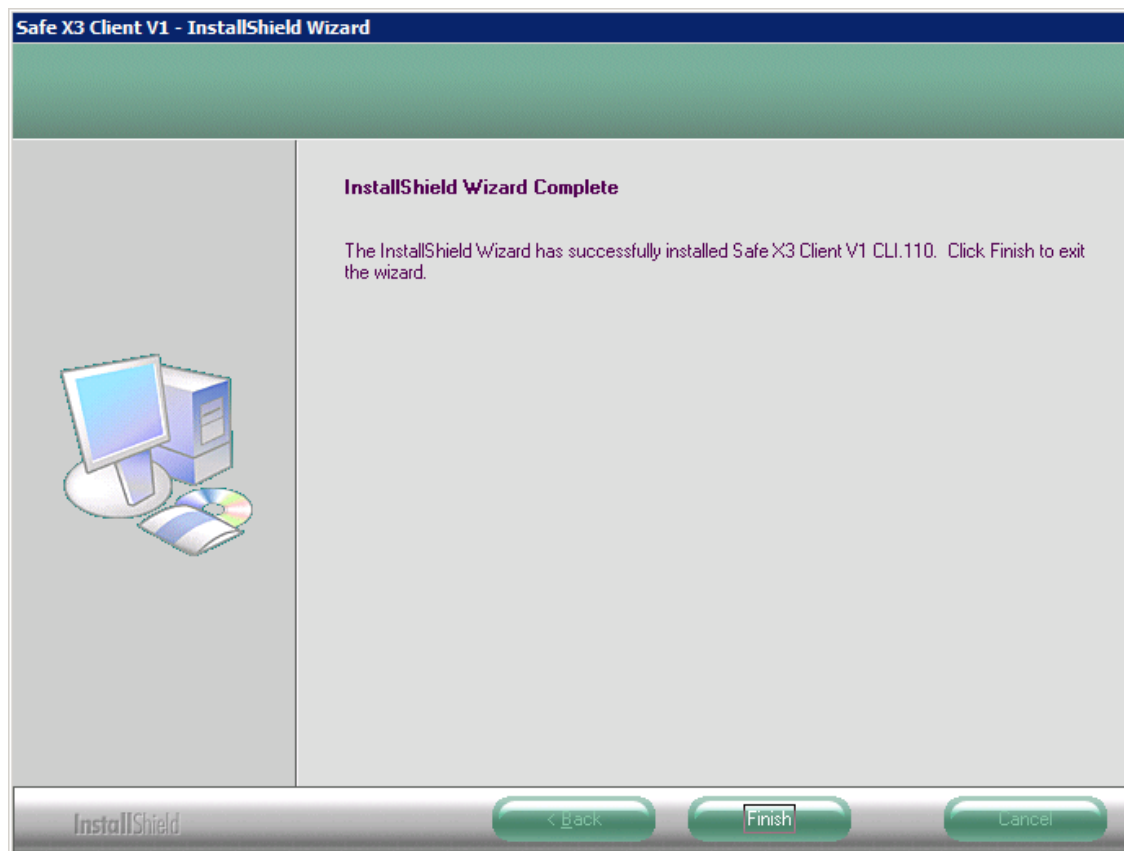 Safe X3 Client V1 - InstallShield Wizard
InstallShield Wizard Complete
The InstallShield Wizard has successfully installed Safe X3 Client V1 CLI.110. Click Finish to exit
the wizard.
InstallShield
< Back
Finish
Cancel